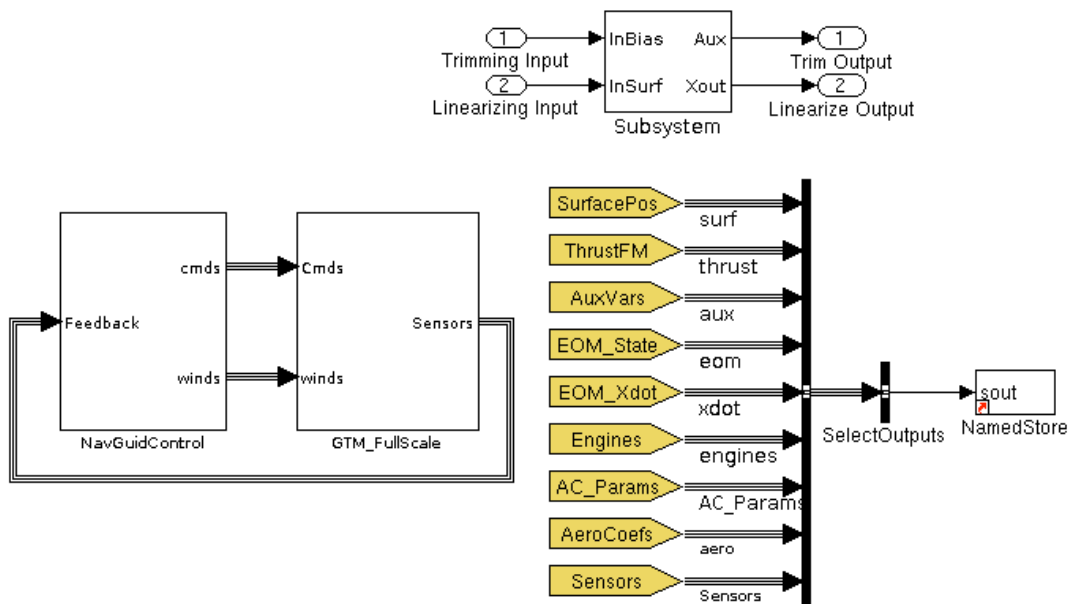 1
InBias
Aux
1
Trimming Input
Trim Output
2
InSurf
Xout
2
Linearizing Input
Linearize Output
Subsystem
cmds
Cmds
Feedback
Sensors
winds
winds
NavGuidControl
GTM_FullScale
SurfacePos
surf
ThrustFM
thrust
AuxVars
aux
EOM_State
eom
EOM_Xdot
xdot
Engines
engines
AC_Params
AC_Params
AeroCoefs
aero
Sensors
Sensors
SelectOutputs
sout
NamedStore